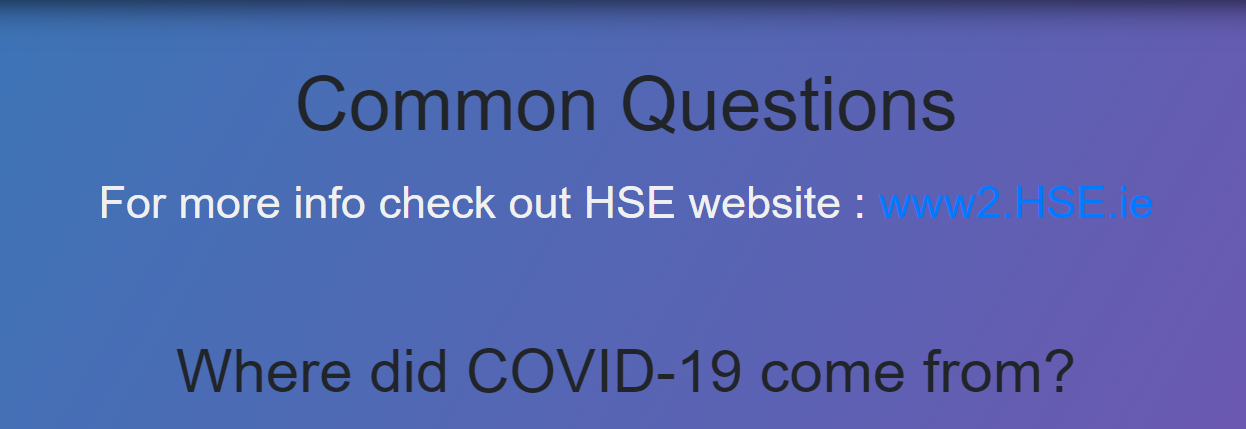 Common Questions
For more info check out HSE website : www2.HSE.ie
Where did COVID-19 come from?